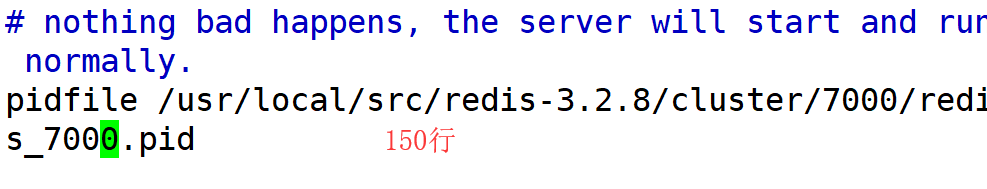 # nothing bad happens, the server will start and run
normally.
pidfile /usr/local/src/redis-3.2.8/cluster/7000/redi
s_7000.pid 150行